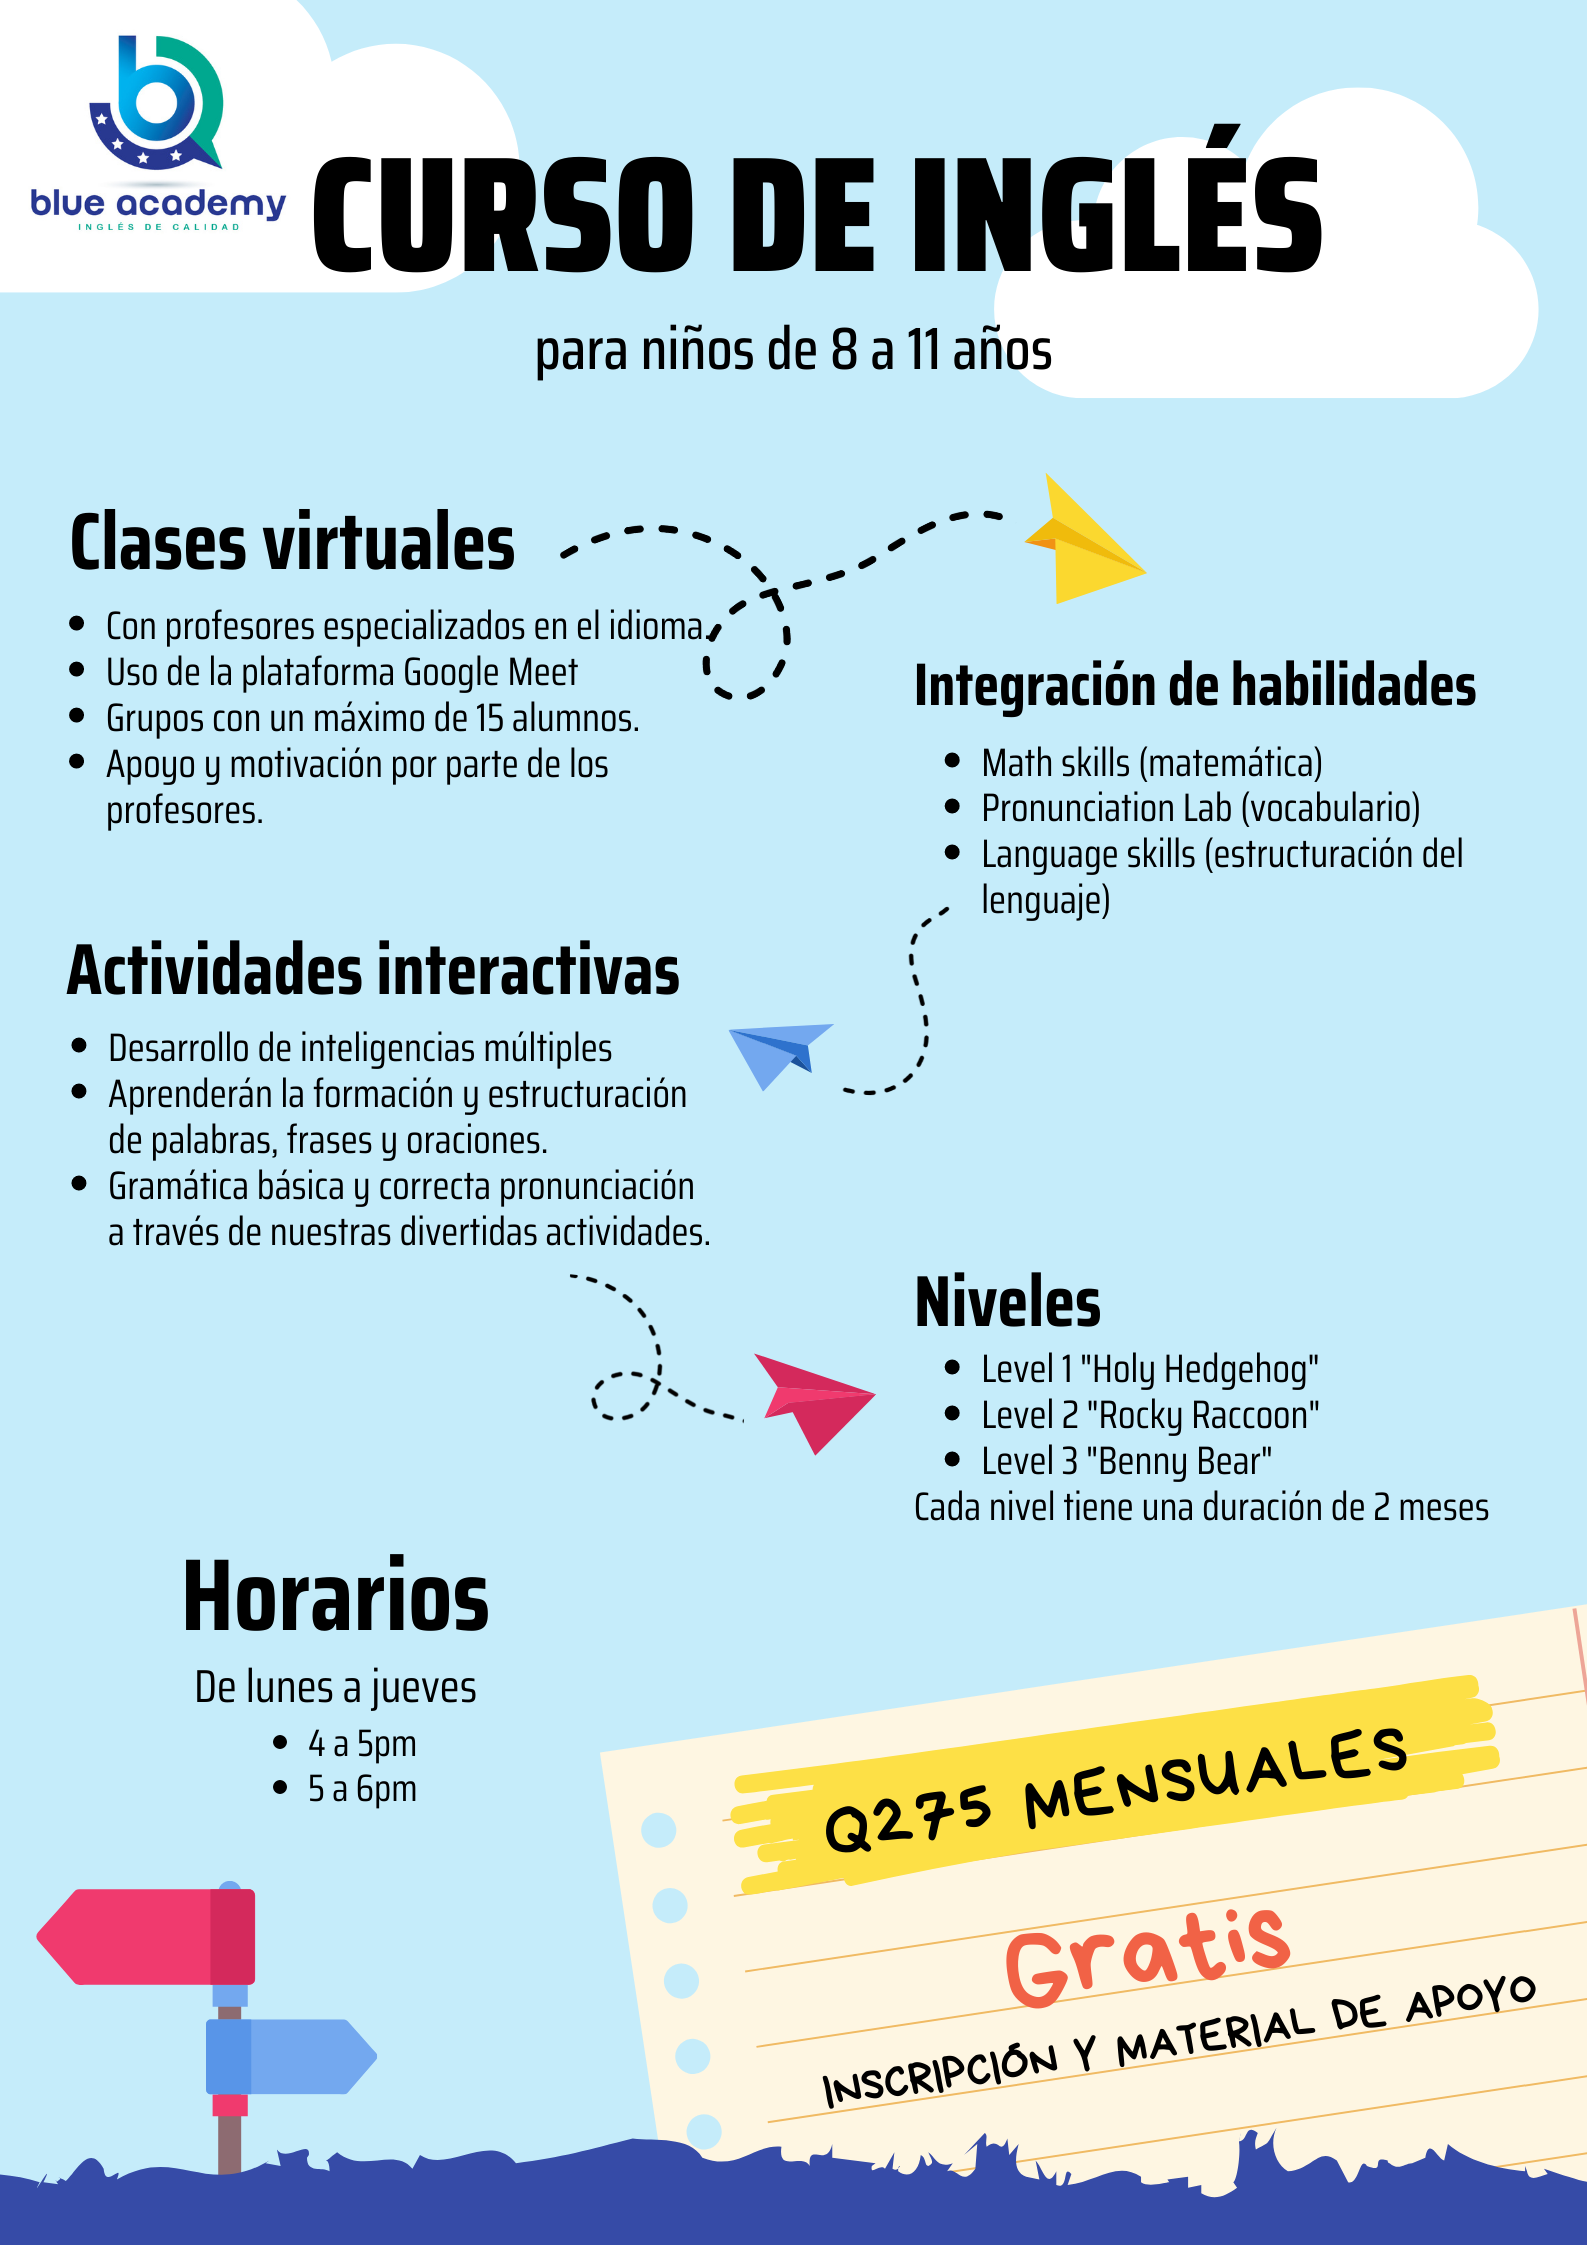 blue academy
INGLÉS DE CALIDAD
CURSO DE INGLÉS
para niños de 8 a 11 años
Clases virtuales
Con profesores especializados en el idioma.
Uso de la plataforma Google Meet
Grupos con un máximo de 15 alumnos.
Apoyo y motivación por parte de los
profesores.
Integración de habilidades
Math skills (matemática)
Pronunciation Lab (vocabulario)
Language skills (estructuración del
lenguaje)
Actividades interactivas
Desarrollo de inteligencias múltiples
Aprenderán la formación y estructuración
de palabras, frases y oraciones.
Gramática básica y correcta pronunciación
a través de nuestras divertidas actividades.
Niveles
Level 1 "Holy Hedgehog"
Level 2 "Rocky Raccoon"
Level 3 "Benny Bear"
Cada nivel tiene una duración de 2 meses
Horarios
De lunes a jueves
4 a 5pm
5 a 6pm
Q275 MENSUALES
Gratis
INSCRIPCIÓN Y MATERIAL DE APOYO